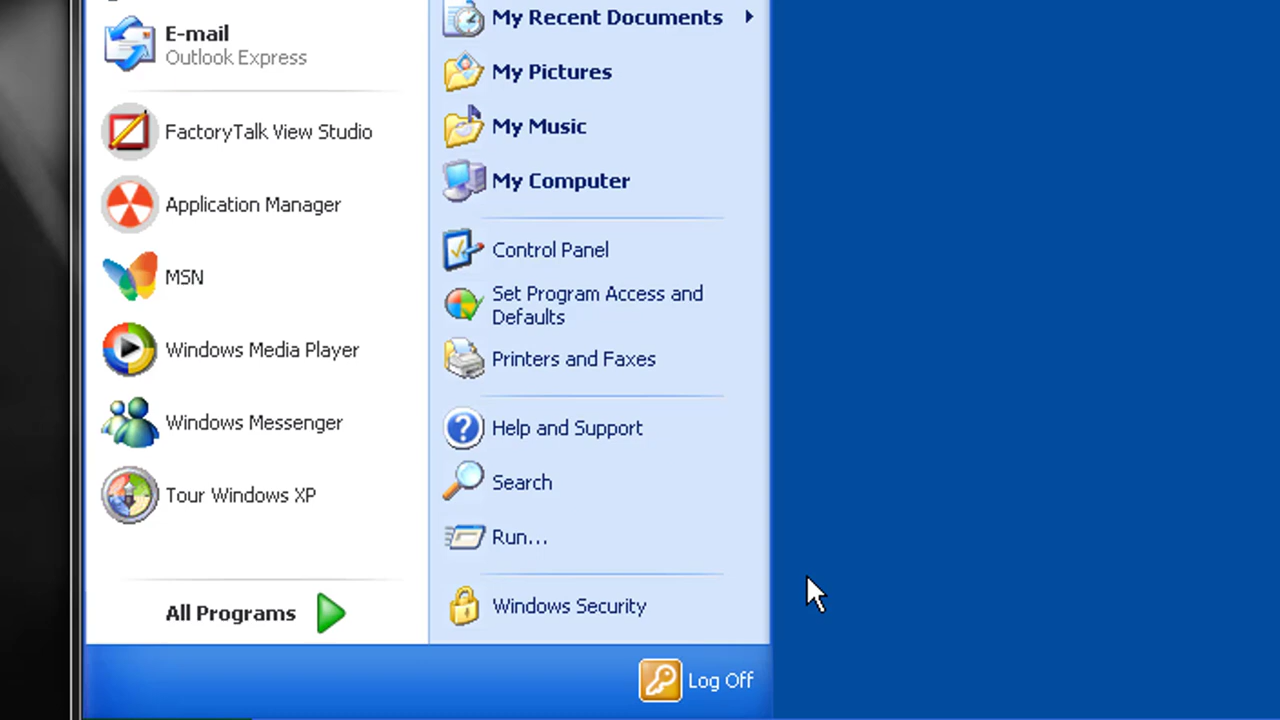 E-mail
Outlook Express
FactoryTalk View Studio
Application Manager
MSN
Windows Media Player
Windows Messenger
Tour Windows XP
All Programs
My Recent Documents
My Pictures
My Music
My Computer
Control Panel
Set Program Access and
Defaults
Printers and Faxes
Help and Support
Search
Run...
Windows Security
Log Off